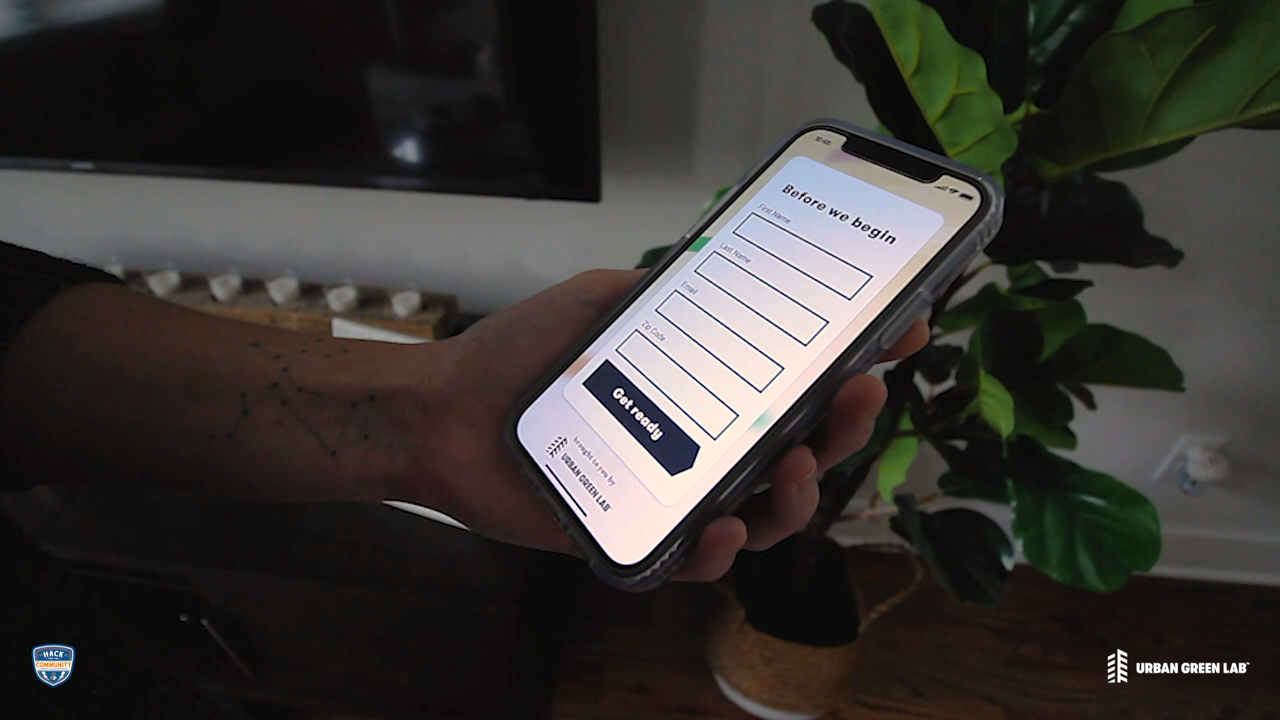 Before we begin
First Name
Last Name
Email
Zip Code
Get ready
brought to you by
URBAN GREEN LAB
HACK
COMMUNITY
URBAN GREEN LAB™